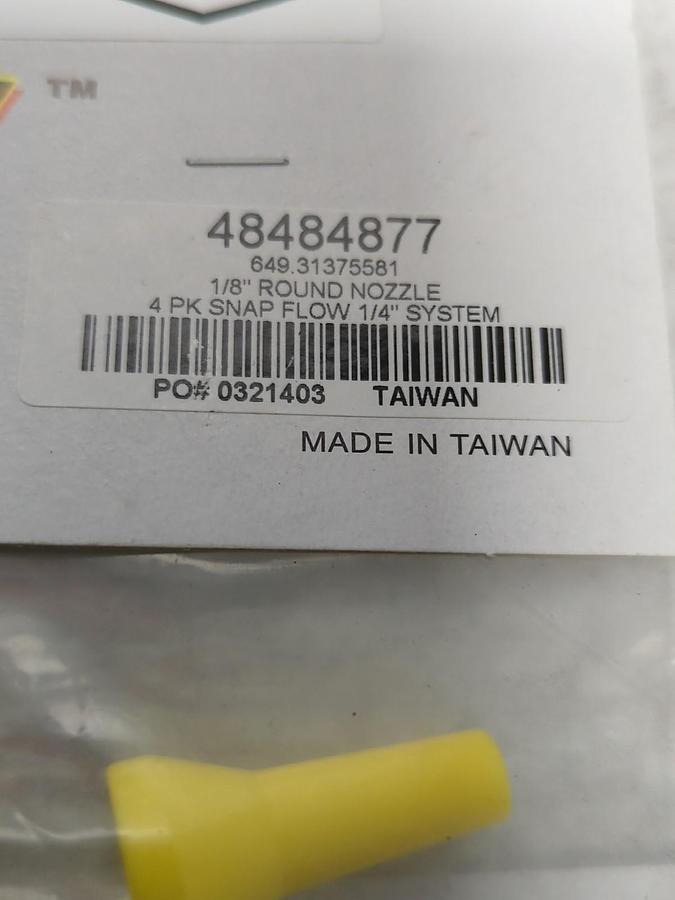 TM
48484877
649.31375581
1/8" ROUND NOZZLE
4 PK SNAP FLOW 1/4" SYSTEM
PO# 0321403 TAIWAN
MADE IN TAIWAN